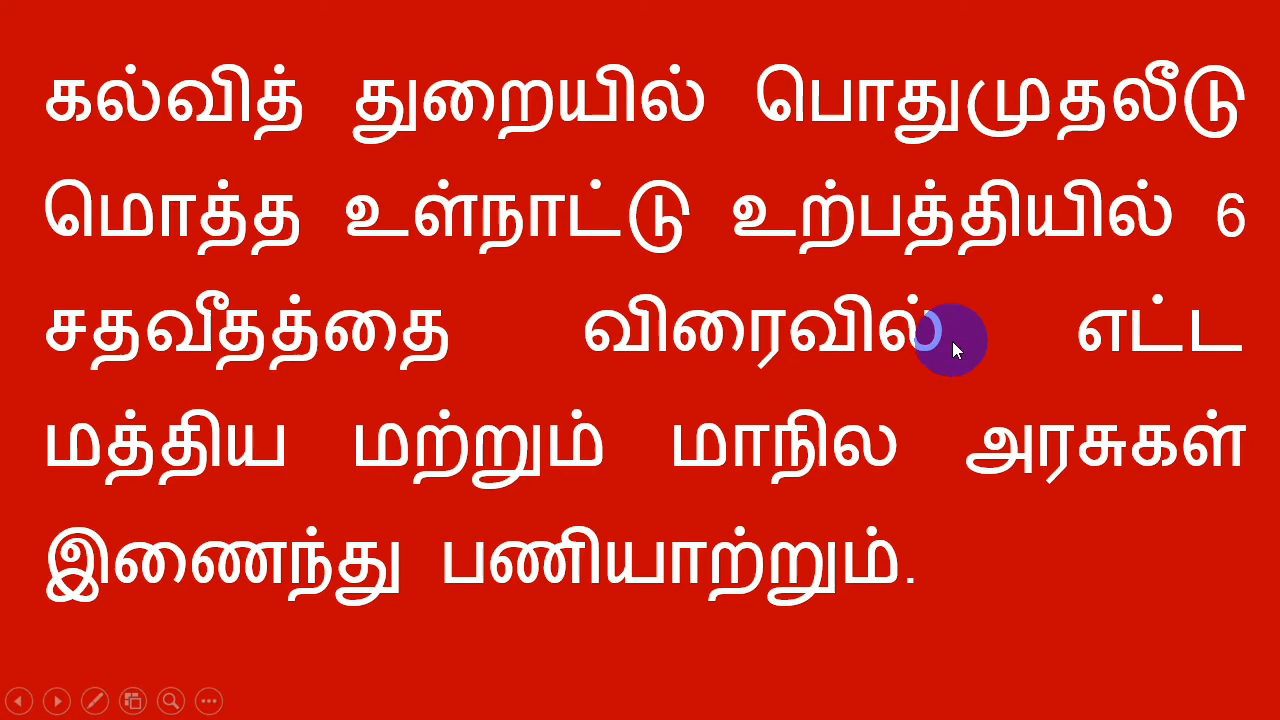 கல்வித் துறையில் பொதுமுதலீடு
மொத்த உள்நாட்டு உற்பத்தியில் 6
சதவீதத்தை விரைவில் எட்ட
மத்திய மற்றும் மாநில அரசுகள்
இணைந்து பணியாற்றும்.